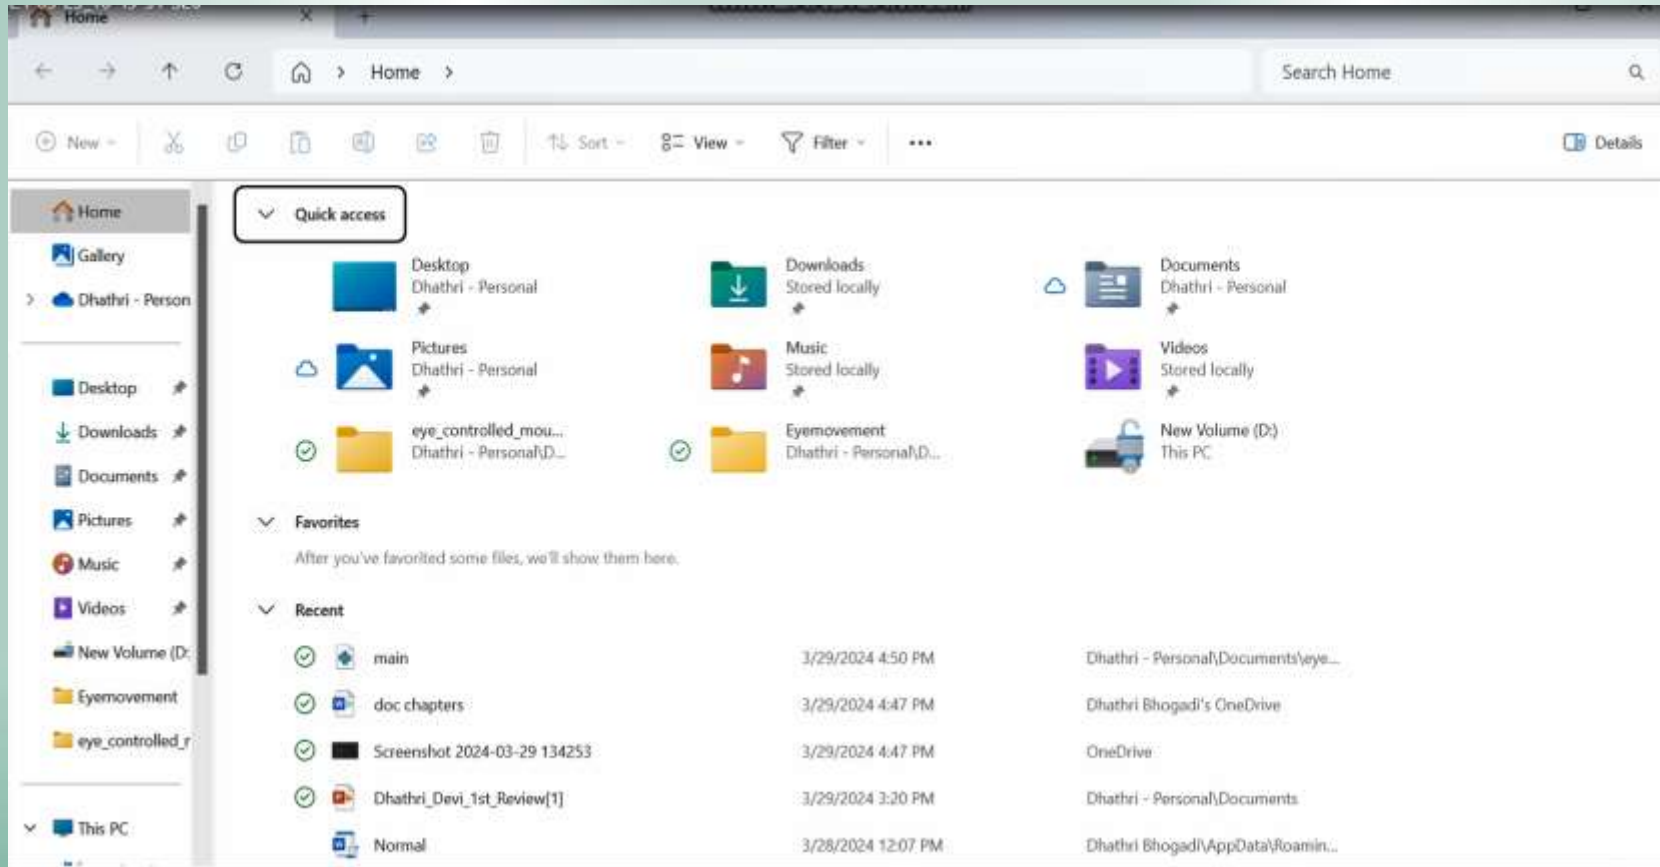 Home
Home
Search Home
New
Sort
View
Filter
Details
Home
Gallery
Dhathri - Person
Desktop
Downloads
Documents
Pictures
Music
Videos
New Volume (D:
Eyemovement
eye_controlled_r
This PC
Quick access
Desktop
Dhathri - Personal
Downloads
Stored locally
Documents
Dhathri - Personal
Pictures
Dhathri - Personal
Music
Stored locally
Videos
Stored locally
eye_controlled_mou...
Dhathri - Personal\D...
Eyemovement
Dhathri - Personal\D...
New Volume (D:)
This PC
Favorites
After you've favorited some files, we'll show them here.
Recent
main 3/29/2024 4:50 PM Dhathri - Personal\Documents\eye...
doc chapters 3/29/2024 4:47 PM Dhathri Bhogadi's OneDrive
Screenshot 2024-03-29 134253 3/29/2024 4:47 PM OneDrive
Dhathri_Devi_1st_Review[1] 3/29/2024 3:20 PM Dhathri - Personal\Documents
Normal 3/28/2024 12:07 PM Dhathri Bhogadi\AppData\Roamin...